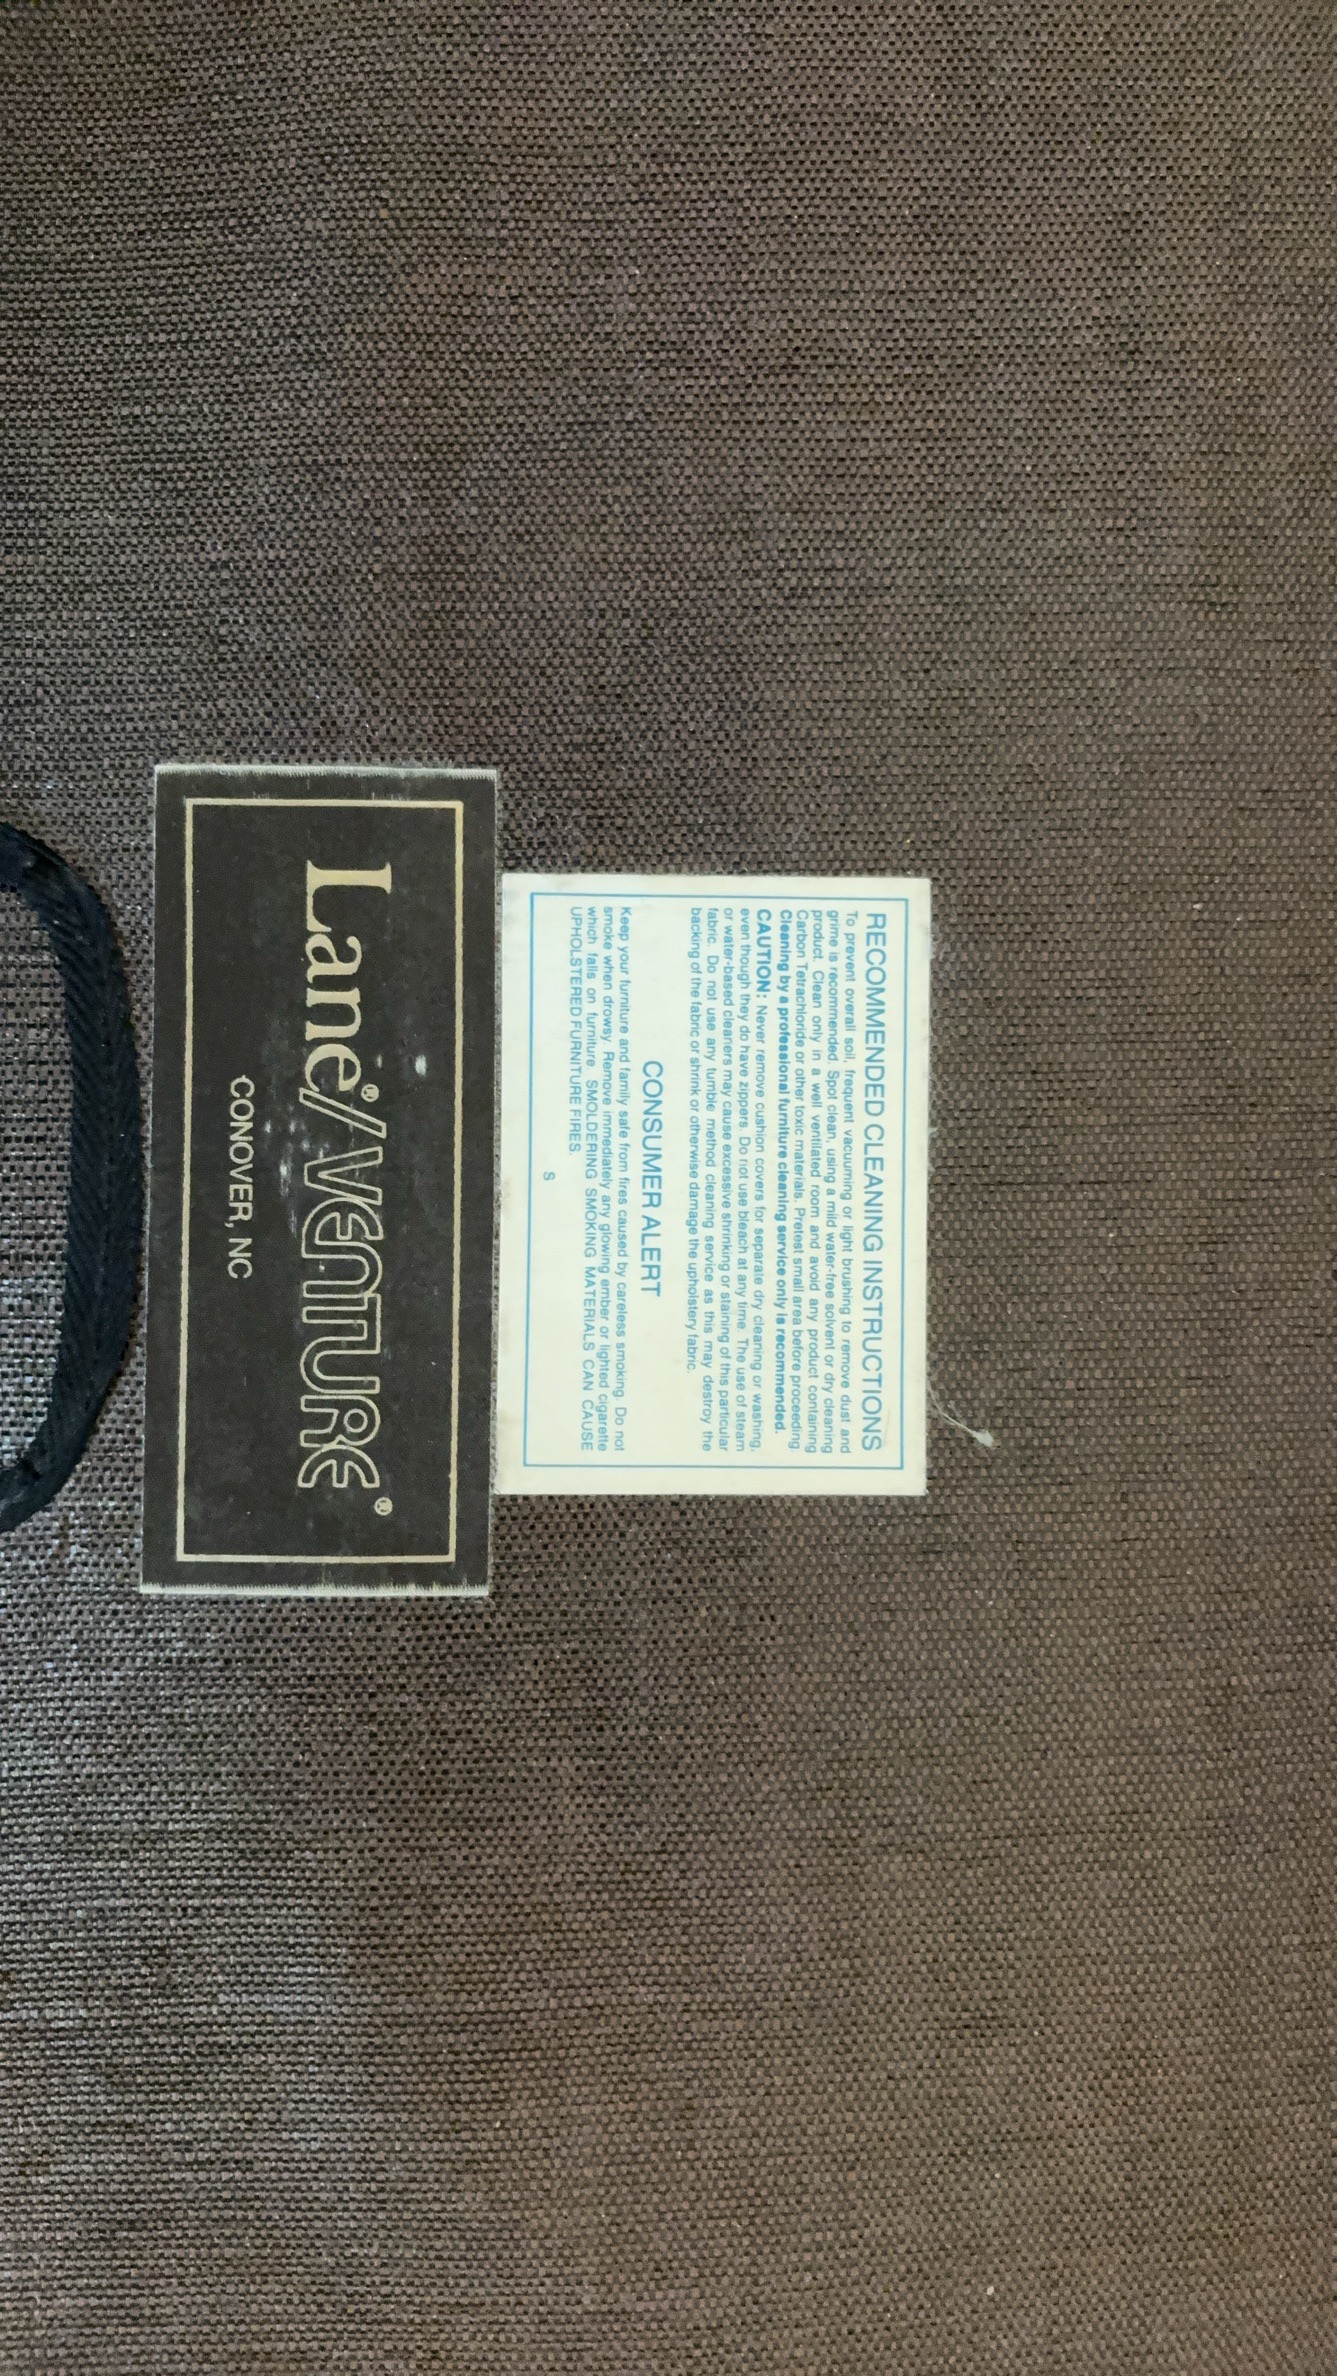 RECOMMENDED CLEANING INSTRUCTIONS
To prevent overall soil, frequent vacuuming or light brushing to remove dust and
grime is recommended. Spot clean, using a mild water-free solvent or dry cleaning
product. Clean only in a well ventilated room and avoid any product containing
Carbon Tetrachloride or other toxic materials. Pretest small area before proceeding.
Cleaning by a professional furniture cleaning service only is recommended.
CAUTION: Never remove cushion covers for separate dry cleaning or washing,
even though they do have zippers. Do not use bleach at any time. The use of steam
or water-based cleaners may cause excessive shrinking or staining of this particular
fabric. Do not use any tumble method cleaning service as this may destroy the
backing of the fabric or shrink or otherwise damage the upholstery fabric.
CONSUMER ALERT
Keep your furniture and family safe from fires caused by careless smoking. Do not
smoke when drowsy. Remove immediately any glowing ember or lighted cigarette
which falls on furniture. SMOLDERING SMOKING MATERIALS CAN CAUSE
UPHOLSTERED FURNITURE FIRES.
S
Lane®/VENTURE®
CONOVER, NC